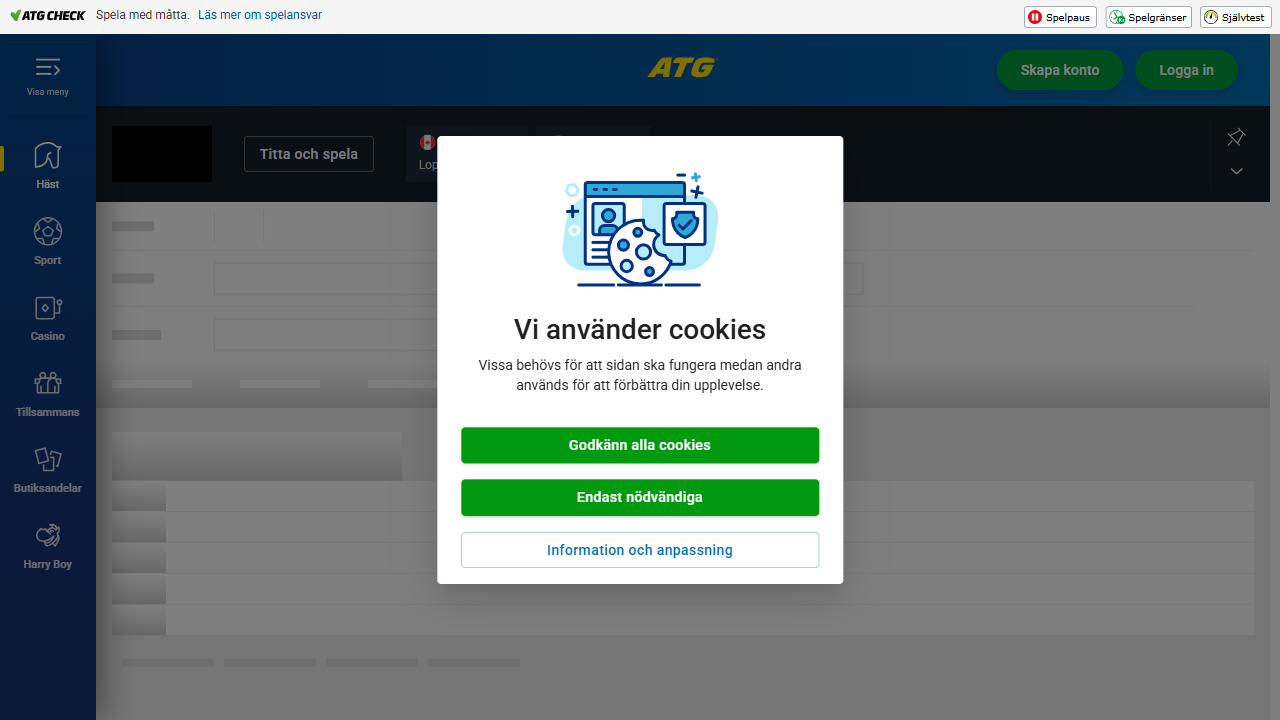 ATG CHECK Spela med måtta. Läs mer om spelansvar
Spelpaus Spelgränser Självtest
Visa meny
ATG
Skapa konto Logga in
Titta och spela
Lop
Häst
Sport
Casino
Tillsammans
Butiksandelar
Harry Boy
Vi använder cookies
Vissa behövs för att sidan ska fungera medan andra
används för att förbättra din upplevelse.
Godkänn alla cookies
Endast nödvändiga
Information och anpassning